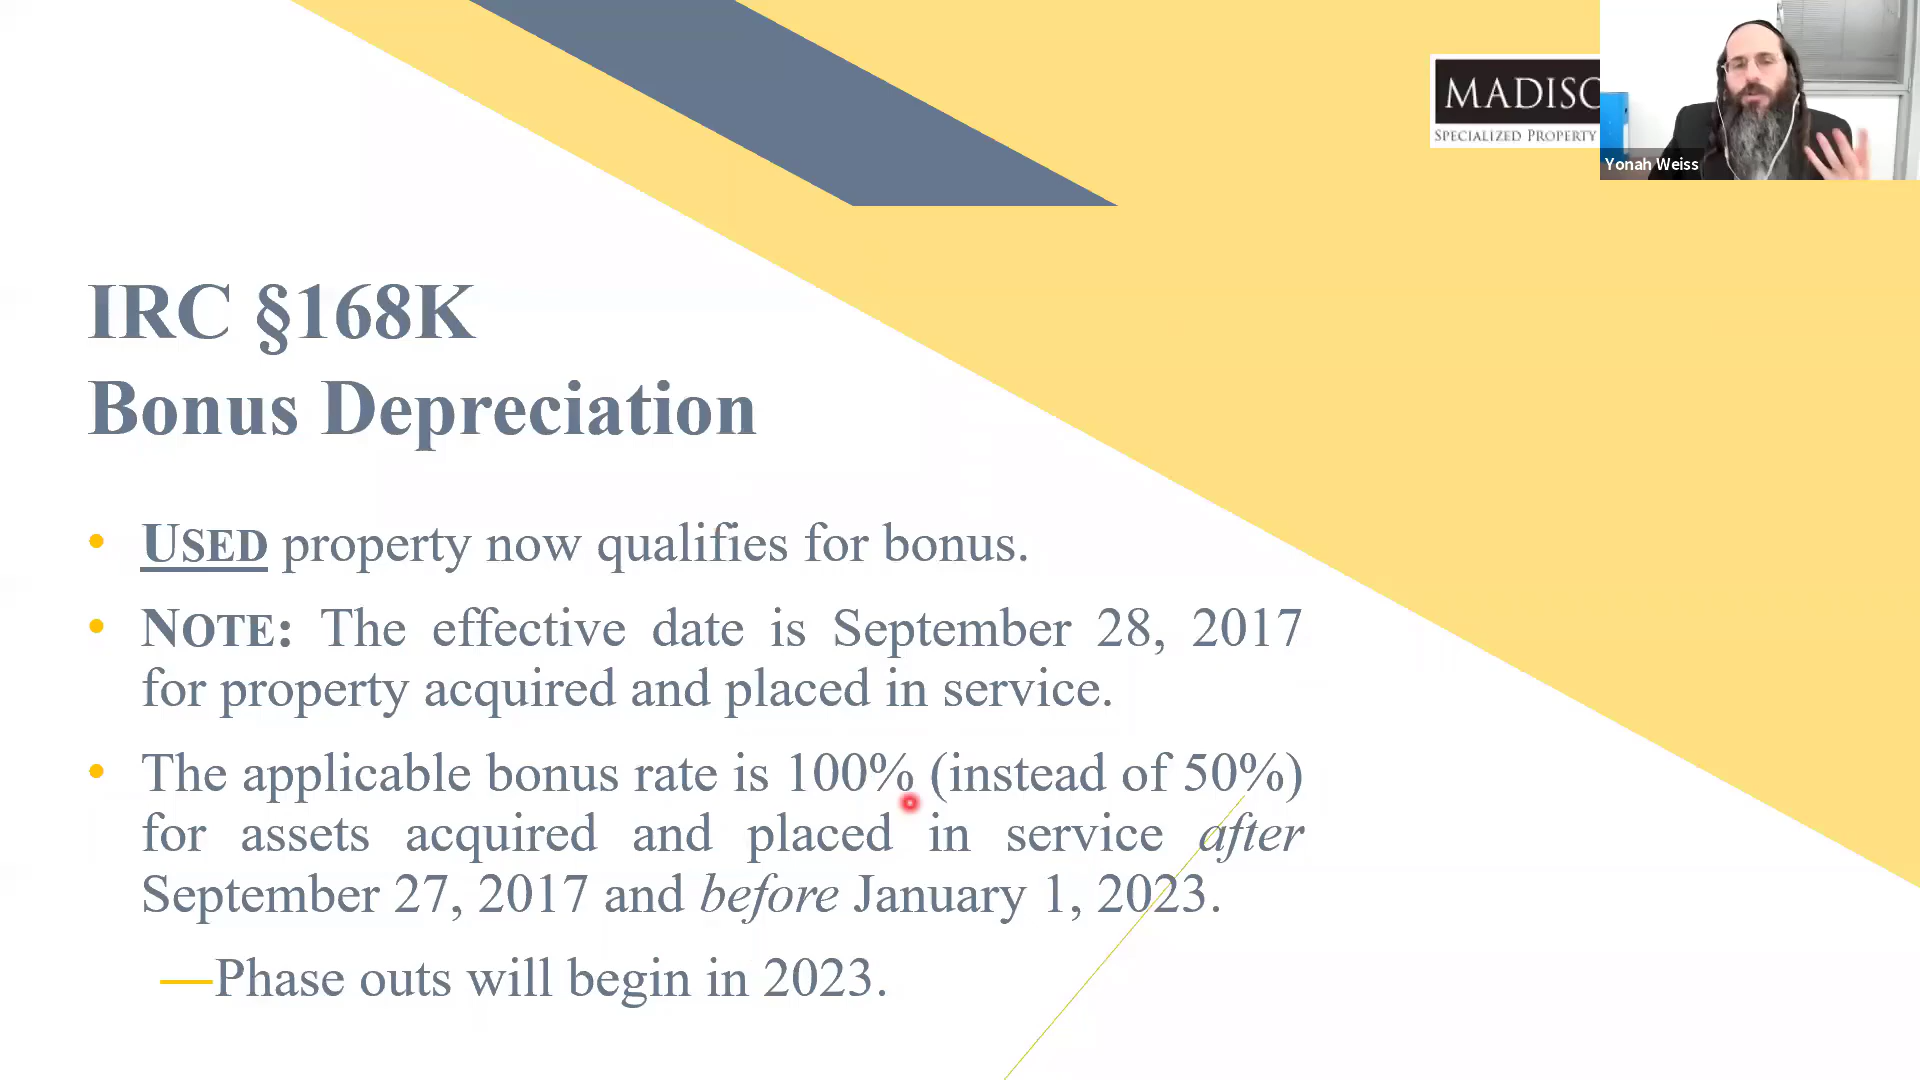 MADISO
SPECIALIZED PROPERTY
Yonah Weiss
IRC §168K
Bonus Depreciation
• USED property now qualifies for bonus.
• NOTE: The effective date is September 28, 2017
for property acquired and placed in service.
• The applicable bonus rate is 100% (instead of 50%)
for assets acquired and placed in service after
September 27, 2017 and before January 1, 2023.
—Phase outs will begin in 2023.